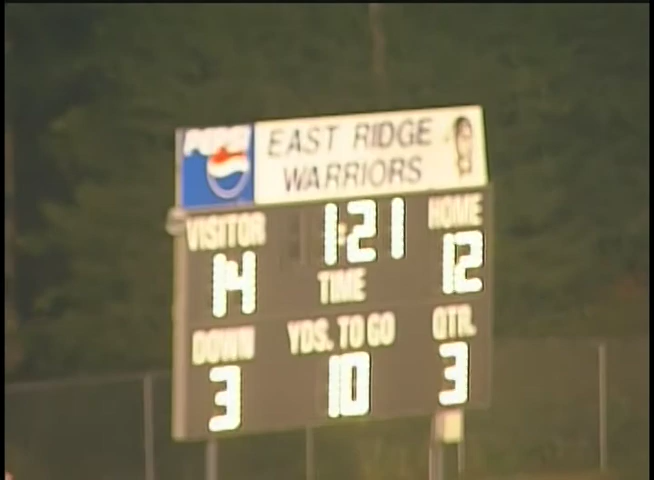 PEPSI
EAST RIDGE
WARRIORS
VISITOR 1:21 HOME
14 TIME 12
DOWN YDS. TO GO QTR.
3 10 3